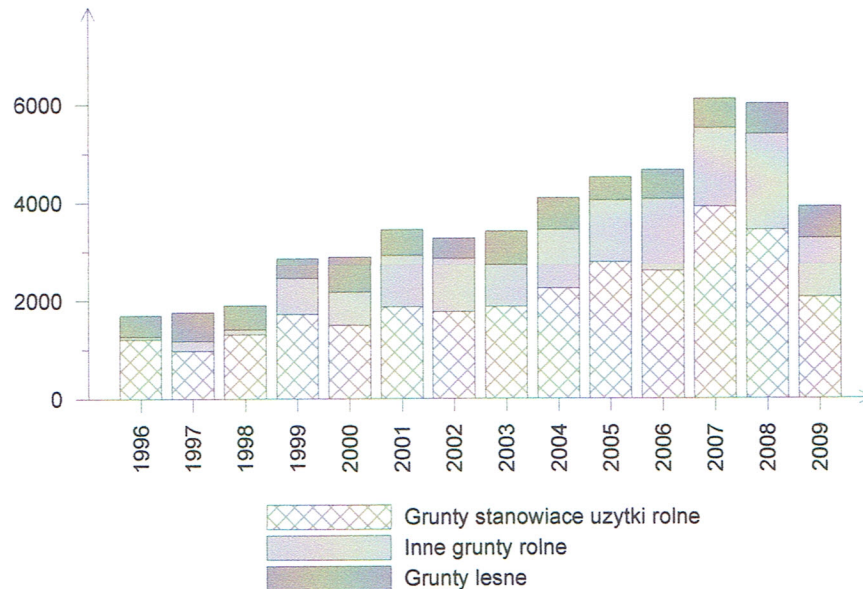 6000
4000
2000
0
1996 1997 1998 1999 2000 2001 2002 2003 2004 2005 2006 2007 2008 2009
Grunty stanowiace uzytki rolne
Inne grunty rolne
Grunty lesne